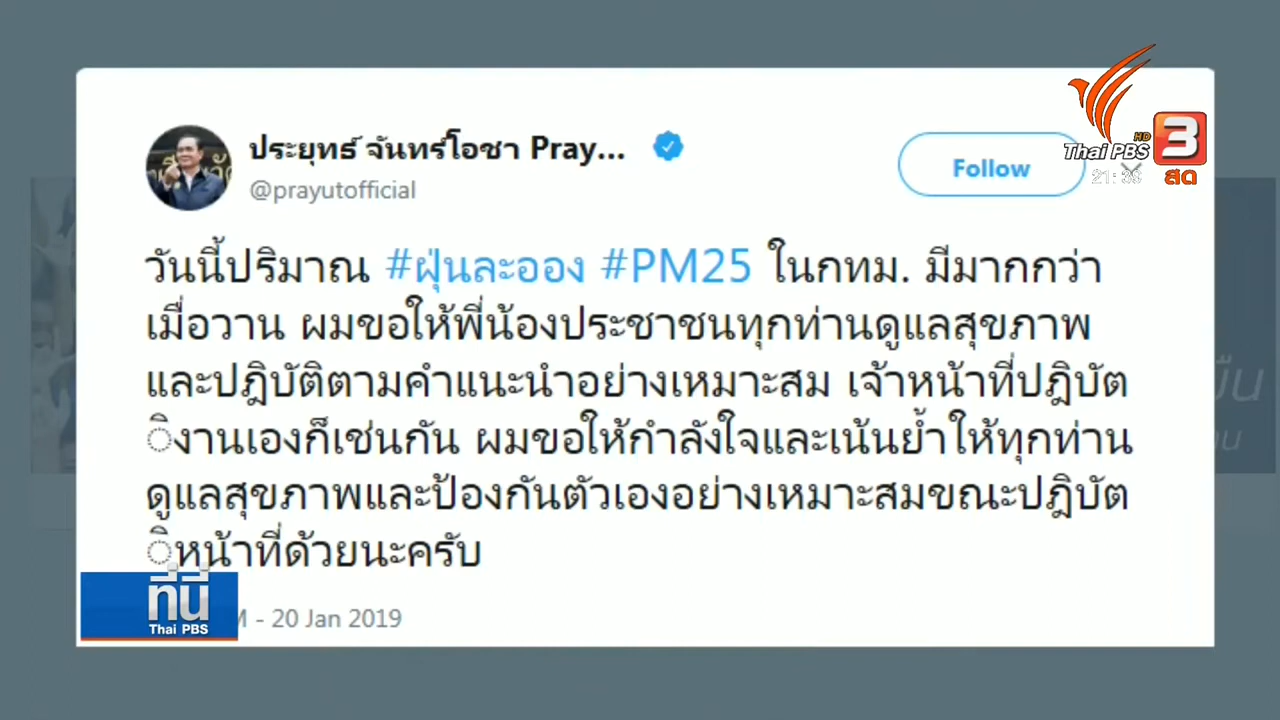 ประยุทธ์ จันทร์โอชา Pray...
@prayutofficial
Follow
HD
Thai PBS
3
21:38
สด
วันนี้ปริมาณ #ฝุ่นละออง #PM25 ในกทม. มีมากกว่า
เมื่อวาน ผมขอให้พี่น้องประชาชนทุกท่านดูแลสุขภาพ
และปฎิบัติตามคำแนะนำอย่างเหมาะสม เจ้าหน้าที่ปฎิบัต
ิงานเองก็เช่นกัน ผมขอให้กำลังใจและเน้นย้ำให้ทุกท่าน
ดูแลสุขภาพและป้องกันตัวเองอย่างเหมาะสมขณะปฎิบัต
ิหน้าที่ด้วยนะครับ
ที่นี่
Thai PBS
M - 20 Jan 2019